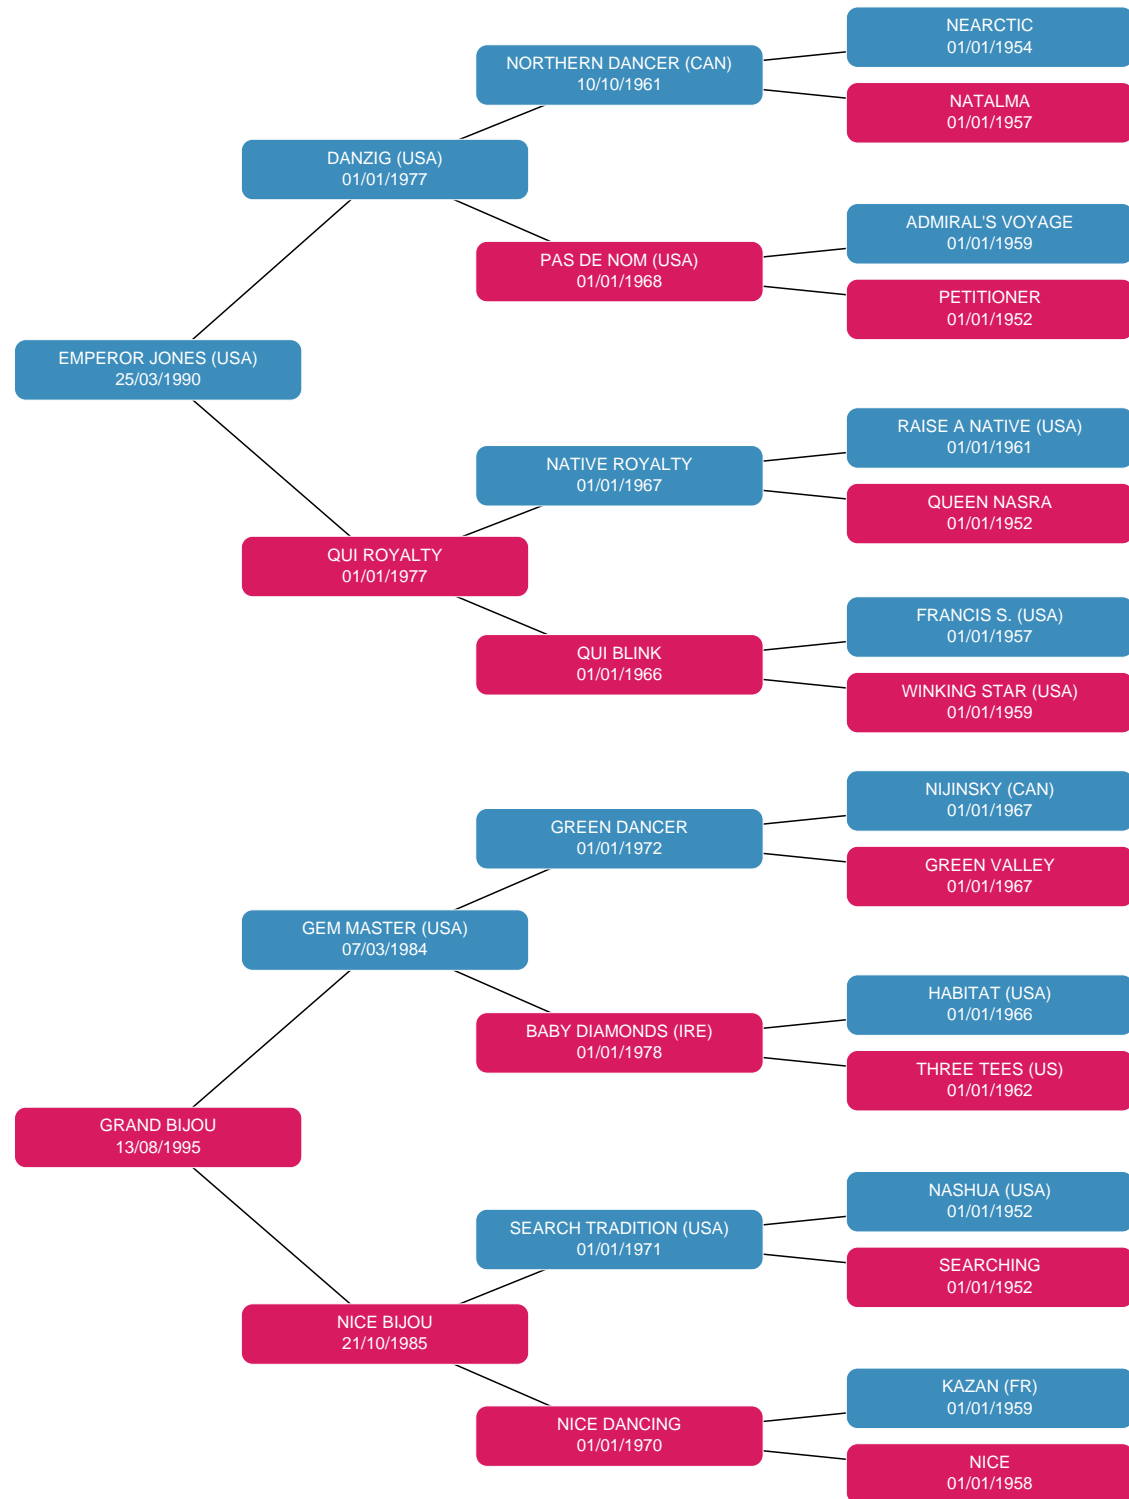 NEARCTIC
01/01/1954
NORTHERN DANCER (CAN)
10/10/1961
NATALMA
01/01/1957
DANZIG (USA)
01/01/1977
ADMIRAL'S VOYAGE
01/01/1959
PAS DE NOM (USA)
01/01/1968
PETITIONER
01/01/1952
EMPEROR JONES (USA)
25/03/1990
RAISE A NATIVE (USA)
01/01/1961
NATIVE ROYALTY
01/01/1967
QUEEN NASRA
01/01/1952
QUI ROYALTY
01/01/1977
FRANCIS S. (USA)
01/01/1957
QUI BLINK
01/01/1966
WINKING STAR (USA)
01/01/1959
NIJINSKY (CAN)
01/01/1967
GREEN DANCER
01/01/1972
GREEN VALLEY
01/01/1967
GEM MASTER (USA)
07/03/1984
HABITAT (USA)
01/01/1966
BABY DIAMONDS (IRE)
01/01/1978
THREE TEES (US)
01/01/1962
GRAND BIJOU
13/08/1995
NASHUA (USA)
01/01/1952
SEARCH TRADITION (USA)
01/01/1971
SEARCHING
01/01/1952
NICE BIJOU
21/10/1985
KAZAN (FR)
01/01/1959
NICE DANCING
01/01/1970
NICE
01/01/1958